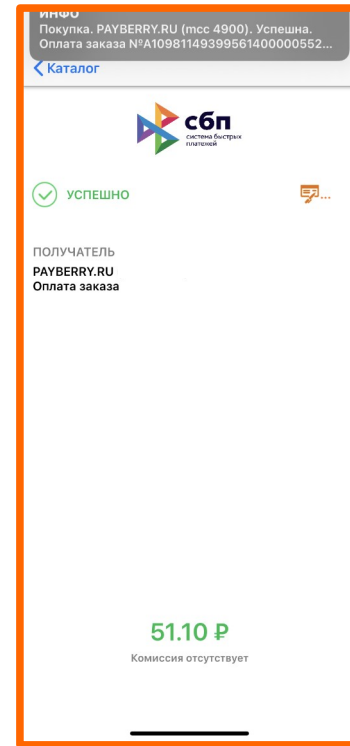 ИНФО
Покупка. PAYBERRY.RU (mcc 4900). Успешна.
Оплата заказа №А10981149399561400000552...
Каталог
сбп
система быстрых
платежей
УСПЕШНО
...
ПОЛУЧАТЕЛЬ
PAYBERRY.RU
Оплата заказа
51.10 ₽
Комиссия отсутствует